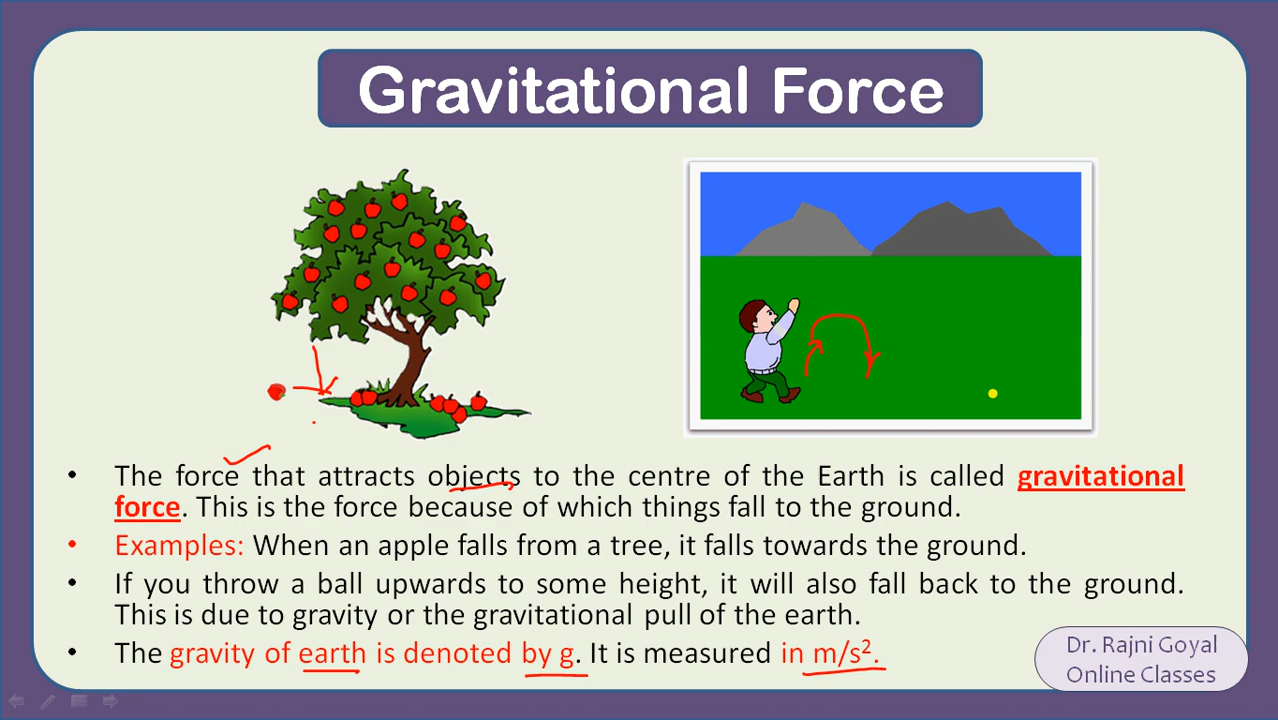 Gravitational Force
• The force that attracts objects to the centre of the Earth is called gravitational
force. This is the force because of which things fall to the ground.
• Examples: When an apple falls from a tree, it falls towards the ground.
• If you throw a ball upwards to some height, it will also fall back to the ground.
This is due to gravity or the gravitational pull of the earth.
• The gravity of earth is denoted by g. It is measured in m/s².
Dr. Rajni Goyal
Online Classes